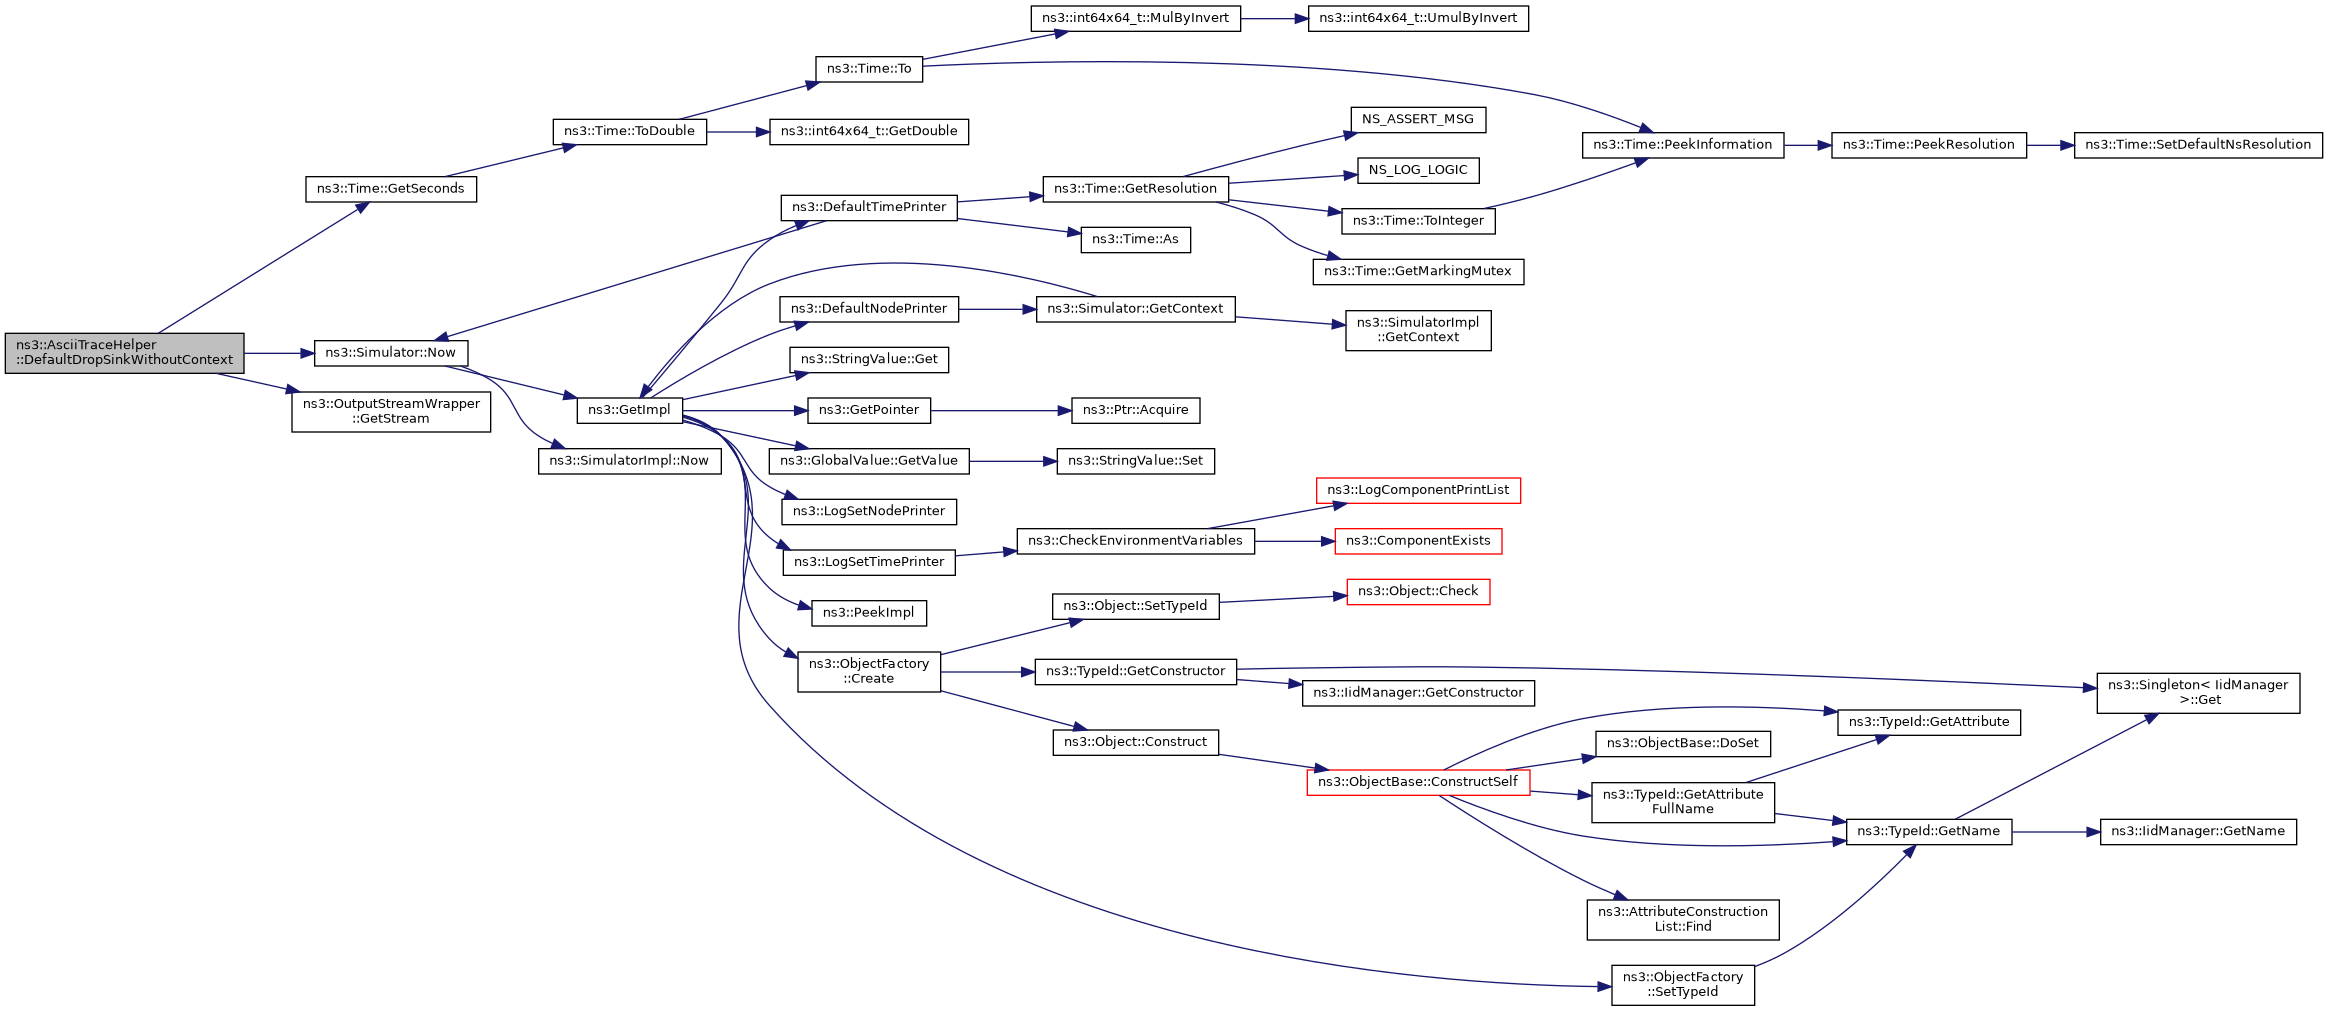 ns3::AsciiTraceHelper
::DefaultDropSinkWithoutContext
ns3::Time::GetSeconds
ns3::Simulator::Now
ns3::OutputStreamWrapper
::GetStream
ns3::Time::ToDouble
ns3::GetImpl
ns3::SimulatorImpl::Now
ns3::Time::To
ns3::int64x64_t::GetDouble
ns3::DefaultTimePrinter
ns3::DefaultNodePrinter
ns3::StringValue::Get
ns3::GetPointer
ns3::GlobalValue::GetValue
ns3::LogSetNodePrinter
ns3::LogSetTimePrinter
ns3::PeekImpl
ns3::ObjectFactory
::Create
ns3::int64x64_t::MulByInvert
ns3::Time::GetResolution
ns3::Time::As
ns3::Simulator::GetContext
ns3::Ptr::Acquire
ns3::StringValue::Set
ns3::CheckEnvironmentVariables
ns3::Object::SetTypeId
ns3::TypeId::GetConstructor
ns3::Object::Construct
ns3::int64x64_t::UmulByInvert
NS_ASSERT_MSG
NS_LOG_LOGIC
ns3::Time::ToInteger
ns3::Time::GetMarkingMutex
ns3::SimulatorImpl
::GetContext
ns3::LogComponentPrintList
ns3::ComponentExists
ns3::Object::Check
ns3::IidManager::GetConstructor
ns3::ObjectBase::ConstructSelf
ns3::Time::PeekInformation
ns3::ObjectBase::DoSet
ns3::TypeId::GetAttribute
FullName
ns3::AttributeConstruction
List::Find
ns3::ObjectFactory
::SetTypeId
ns3::Time::PeekResolution
ns3::TypeId::GetAttribute
ns3::TypeId::GetName
ns3::Time::SetDefaultNsResolution
ns3::Singleton< IidManager
>::Get
ns3::IidManager::GetName